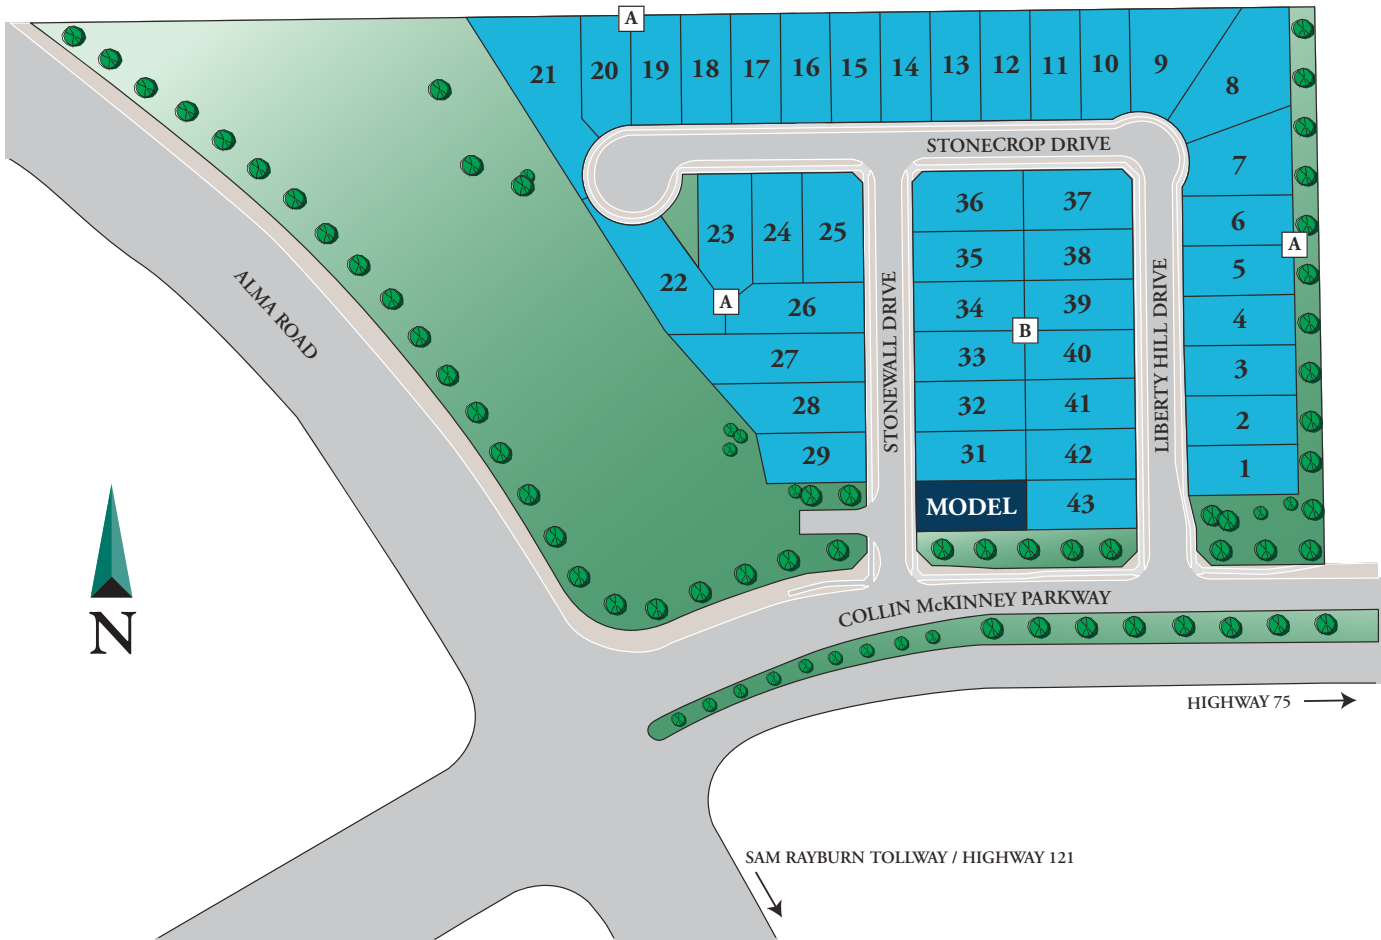 A
21 20 19 18 17 16 15 14 13 12 11 10 9
8
STONECROP DRIVE
7
36 37
6
23 24 25
A
35 38
5
22
A
26
34 39
4
B
33 40
27
3
ALMA ROAD
STONEWALL DRIVE
LIBERTY HILL DRIVE
28
32 41
2
29
31 42
1
MODEL 43
N
COLLIN McKINNEY PARKWAY
HIGHWAY 75
SAM RAYBURN TOLLWAY / HIGHWAY 121